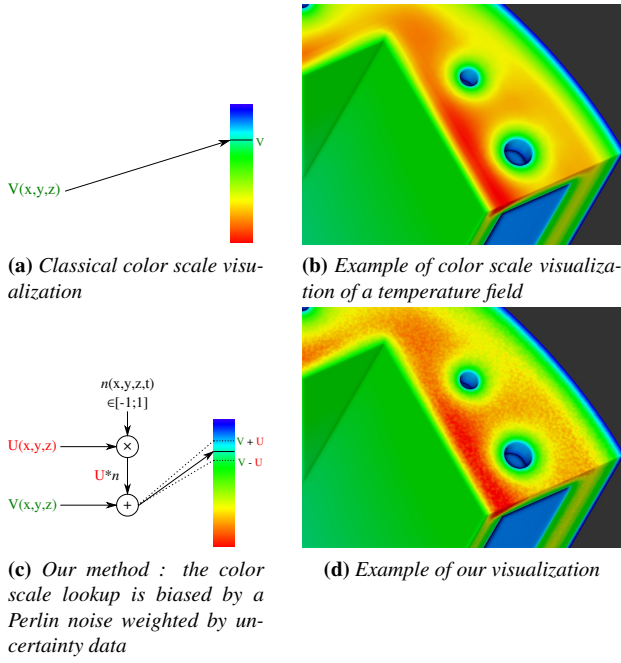 V
V(x,y,z)
(a) Classical color scale visu-
alization
(b) Example of color scale visualiza-
tion of a temperature field
n(x,y,z,t)
∈[-1;1]
U(x,y,z)
×
V + U
V - U
U*n
V(x,y,z)
+
(c) Our method : the color
scale lookup is biased by a
Perlin noise weighted by un-
certainty data
(d) Example of our visualization